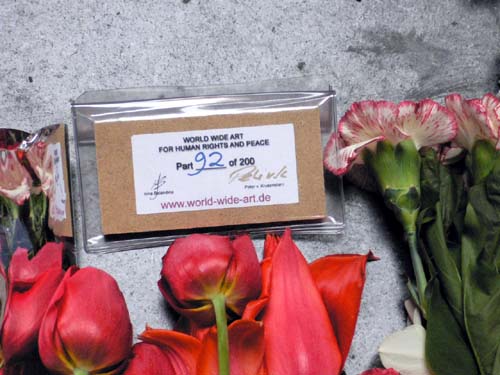 WORLD WIDE ART
FOR HUMAN RIGHTS AND PEACE
Part 92 of 200
www.world-wide-art.de